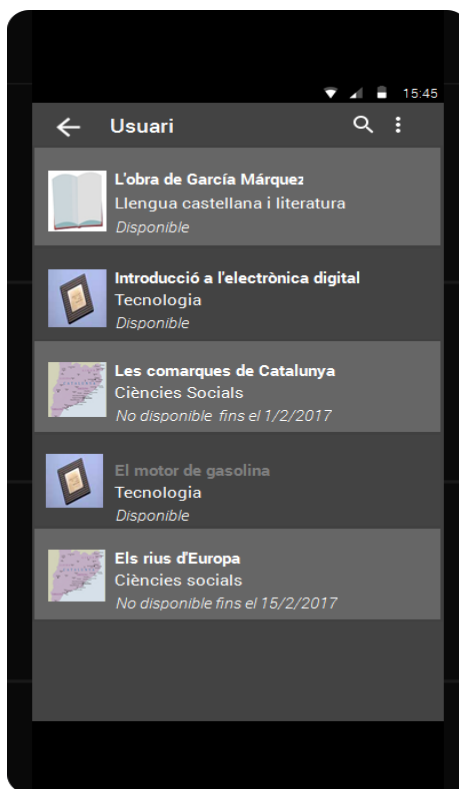 15:45
Usuari
L'obra de García Márquez
Llengua castellana i literatura
Disponible
Introducció a l'electrònica digital
Tecnologia
Disponible
Les comarques de Catalunya
Ciències Socials
No disponible fins el 1/2/2017
El motor de gasolina
Tecnologia
Disponible
Els rius d'Europa
Ciències socials
No disponible fins el 15/2/2017